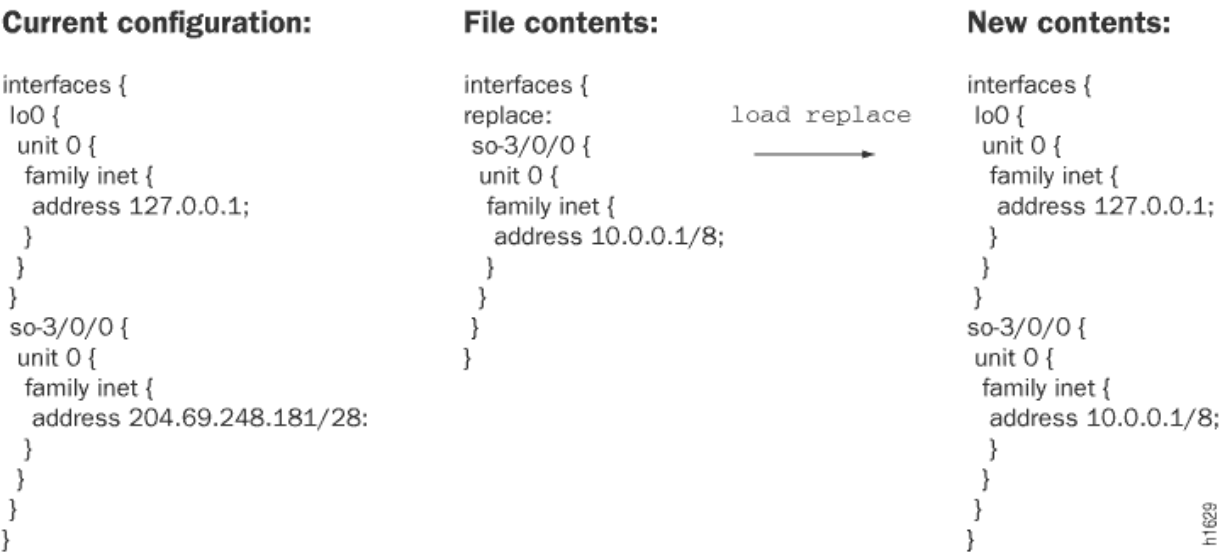 Current configuration:
interfaces {
lo0 {
unit 0 {
family inet {
address 127.0.0.1;
}
}
}
so-3/0/0 {
unit 0 {
family inet {
address 204.69.248.181/28:
}
}
}
}
File contents:
interfaces {
replace:
so-3/0/0 {
unit 0 {
family inet {
address 10.0.0.1/8;
}
}
}
}
load replace
New contents:
interfaces {
lo0 {
unit 0 {
family inet {
address 127.0.0.1;
}
}
}
so-3/0/0 {
unit 0 {
family inet {
address 10.0.0.1/8;
}
}
}
}
h1629